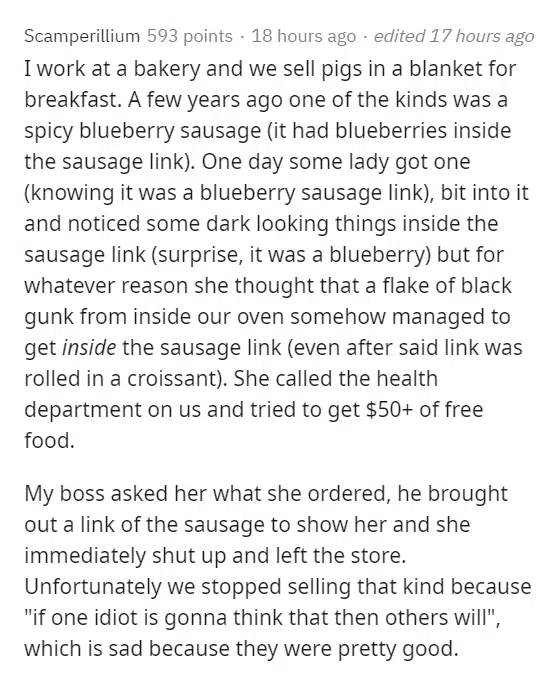 Scamperillium 593 points · 18 hours ago · edited 17 hours ago
I work at a bakery and we sell pigs in a blanket for
breakfast. A few years ago one of the kinds was a
spicy blueberry sausage (it had blueberries inside
the sausage link). One day some lady got one
(knowing it was a blueberry sausage link), bit into it
and noticed some dark looking things inside the
sausage link (surprise, it was a blueberry) but for
whatever reason she thought that a flake of black
gunk from inside our oven somehow managed to
get inside the sausage link (even after said link was
rolled in a croissant). She called the health
department on us and tried to get $50+ of free
food.
My boss asked her what she ordered, he brought
out a link of the sausage to show her and she
immediately shut up and left the store.
Unfortunately we stopped selling that kind because
"if one idiot is gonna think that then others will",
which is sad because they were pretty good.